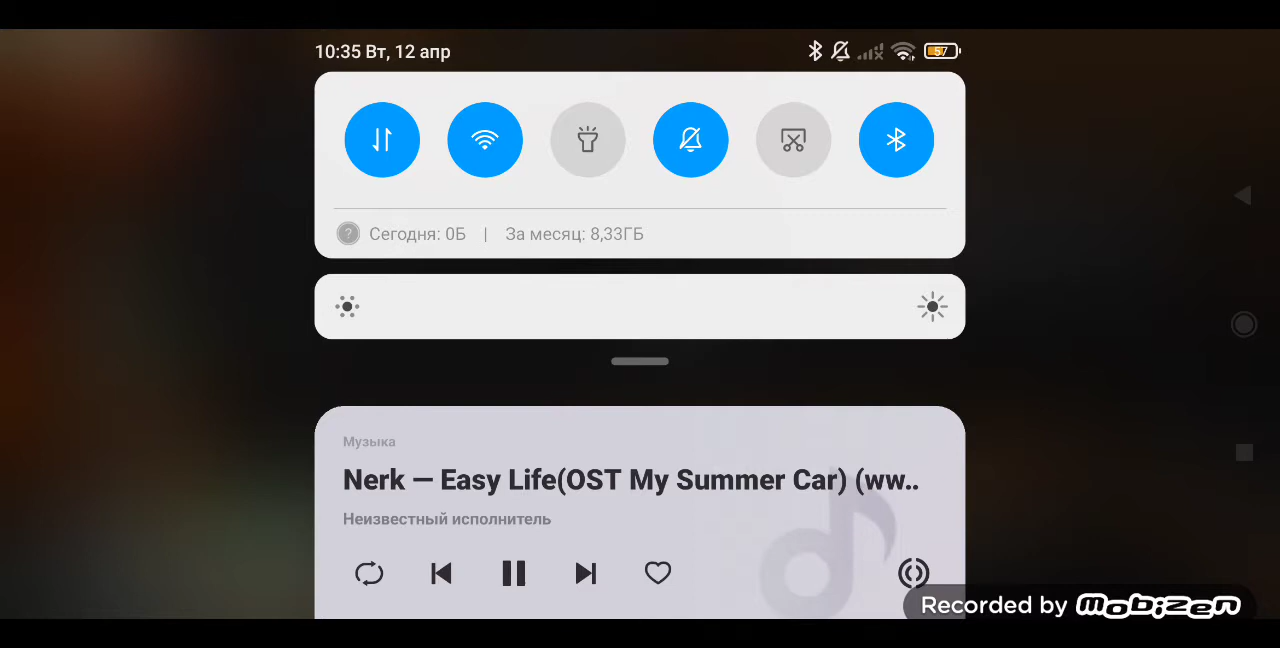 10:35 Вт, 12 апр
57
Сегодня: 0Б | За месяц: 8,33ГБ
Музыка
Nerk — Easy Life(OST My Summer Car) (ww..
Неизвестный исполнитель
Recorded by mobizen